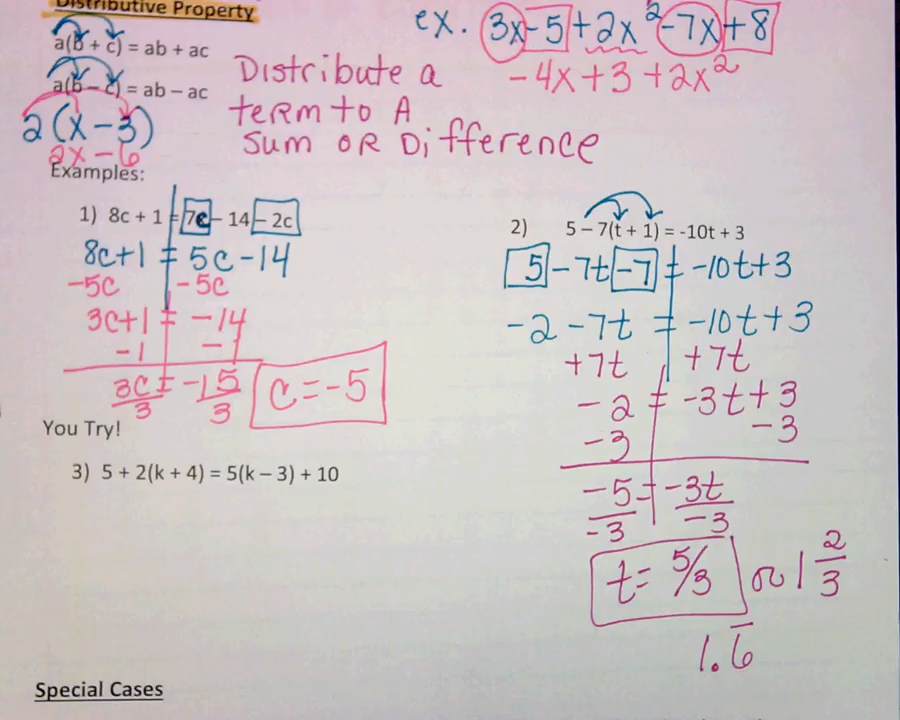 Distributive Property
a(b + c) = ab + ac
a(b – c) = ab – ac
2(x – 3)
2x – 6
Distribute a
term to A
Sum OR Difference
ex. 3x – 5 + 2x² – 7x + 8
– 4x + 3 + 2x²
Examples:
1) 8c + 1 = 7c – 14 – 2c
8c + 1 = 5c – 14
–5c –5c
3c + 1 = –14
–1 –1
3c = –15
3 3
c = –5
2) 5 – 7(t + 1) = -10t + 3
5 – 7t – 7 = –10t + 3
–2 – 7t = –10t + 3
+7t +7t
–2 = –3t + 3
–3 –3
–5 = –3t
–3 –3
t = 5/3 or 1 2/3
1.6̅
You Try!
3) 5 + 2(k + 4) = 5(k – 3) + 10
Special Cases